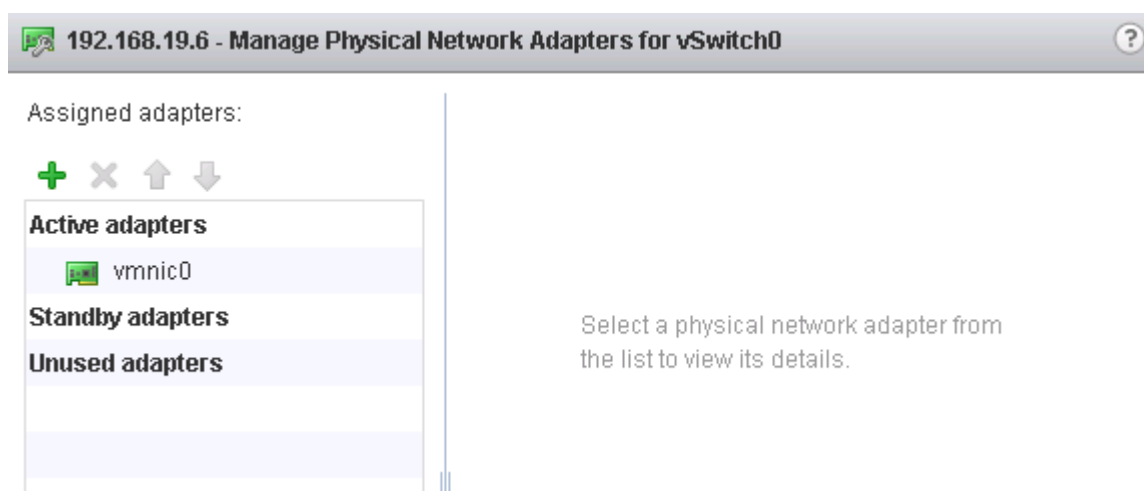 192.168.19.6 - Manage Physical Network Adapters for vSwitch0
?
Assigned adapters:
Active adapters
vmnic0
Standby adapters
Unused adapters
Select a physical network adapter from
the list to view its details.